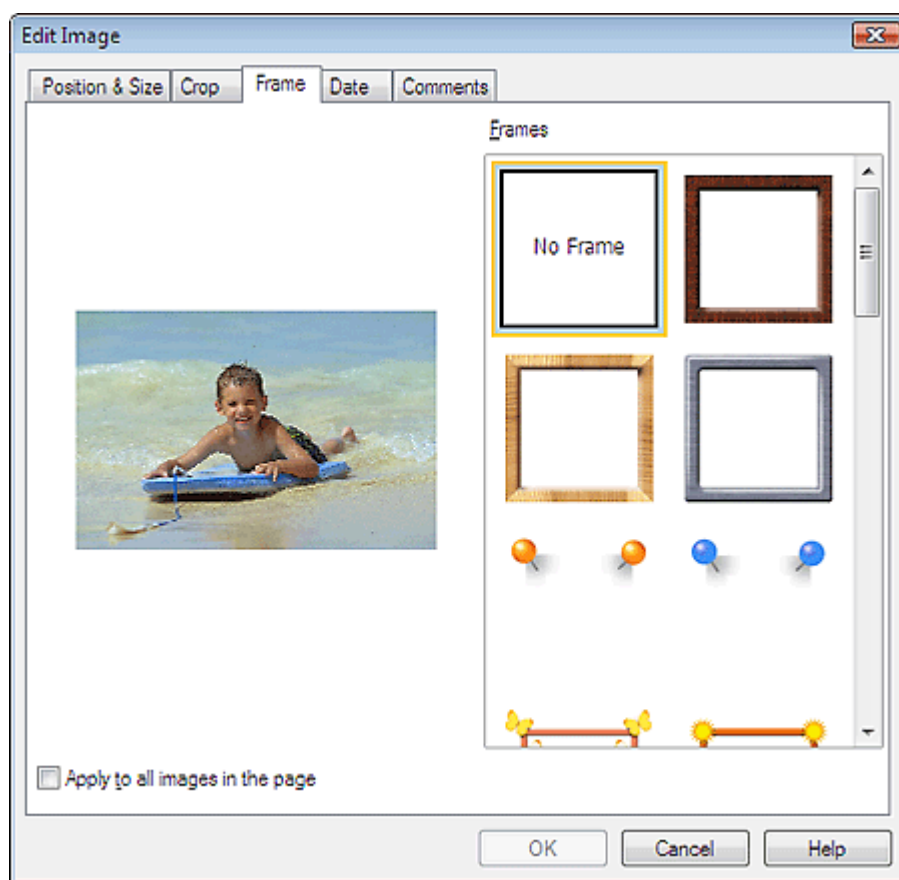 Edit Image
Position & Size Crop Frame Date Comments
Frames
No Frame
Apply to all images in the page
OK Cancel Help